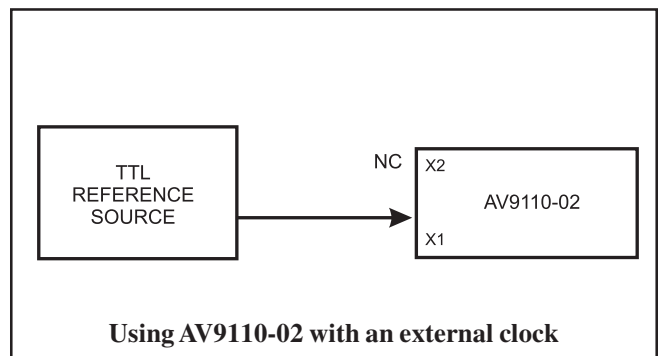 TTL
REFERENCE
SOURCE
NC
X2
AV9110-02
X1
Using AV9110-02 with an external clock